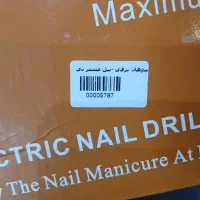 Maximu
00005787
CTRIC NAIL DRIL
The Nail Manicure At